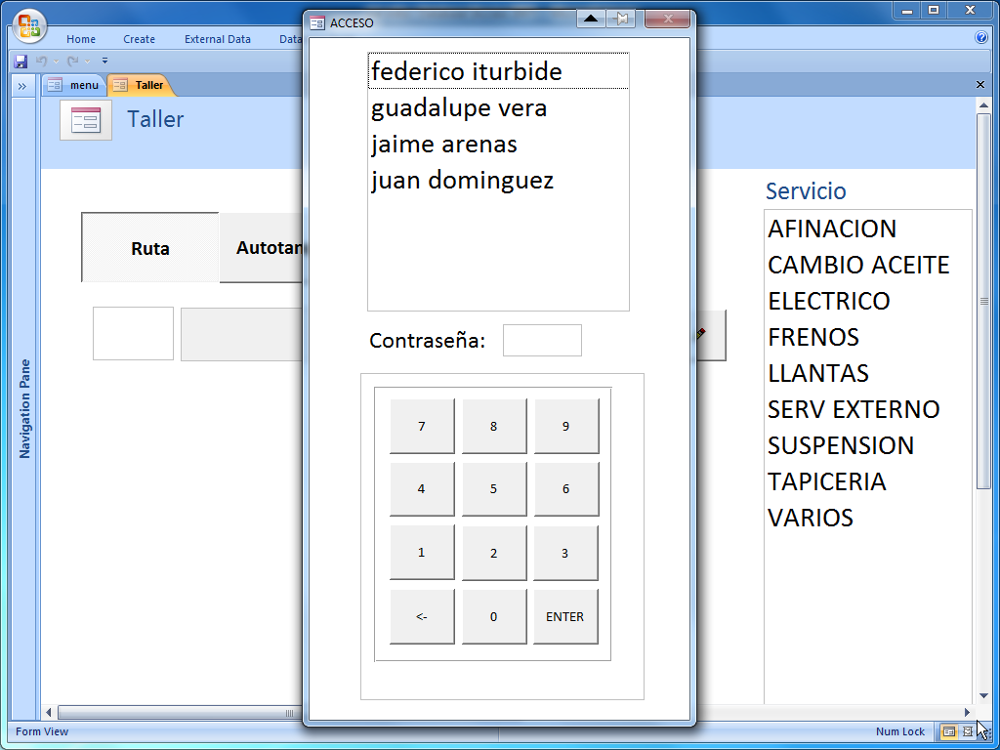 ACCESO
Home Create External Data Data
menu Taller
Taller
federico iturbide
guadalupe vera
jaime arenas
juan dominguez
Ruta
Contraseña:
7 8 9
4 5 6
1 2 3
<- 0 ENTER
Servicio
AFINACION
CAMBIO ACEITE
ELECTRICO
FRENOS
LLANTAS
SERV EXTERNO
SUSPENSION
TAPICERIA
VARIOS
Navigation Pane
Form View
Num Lock